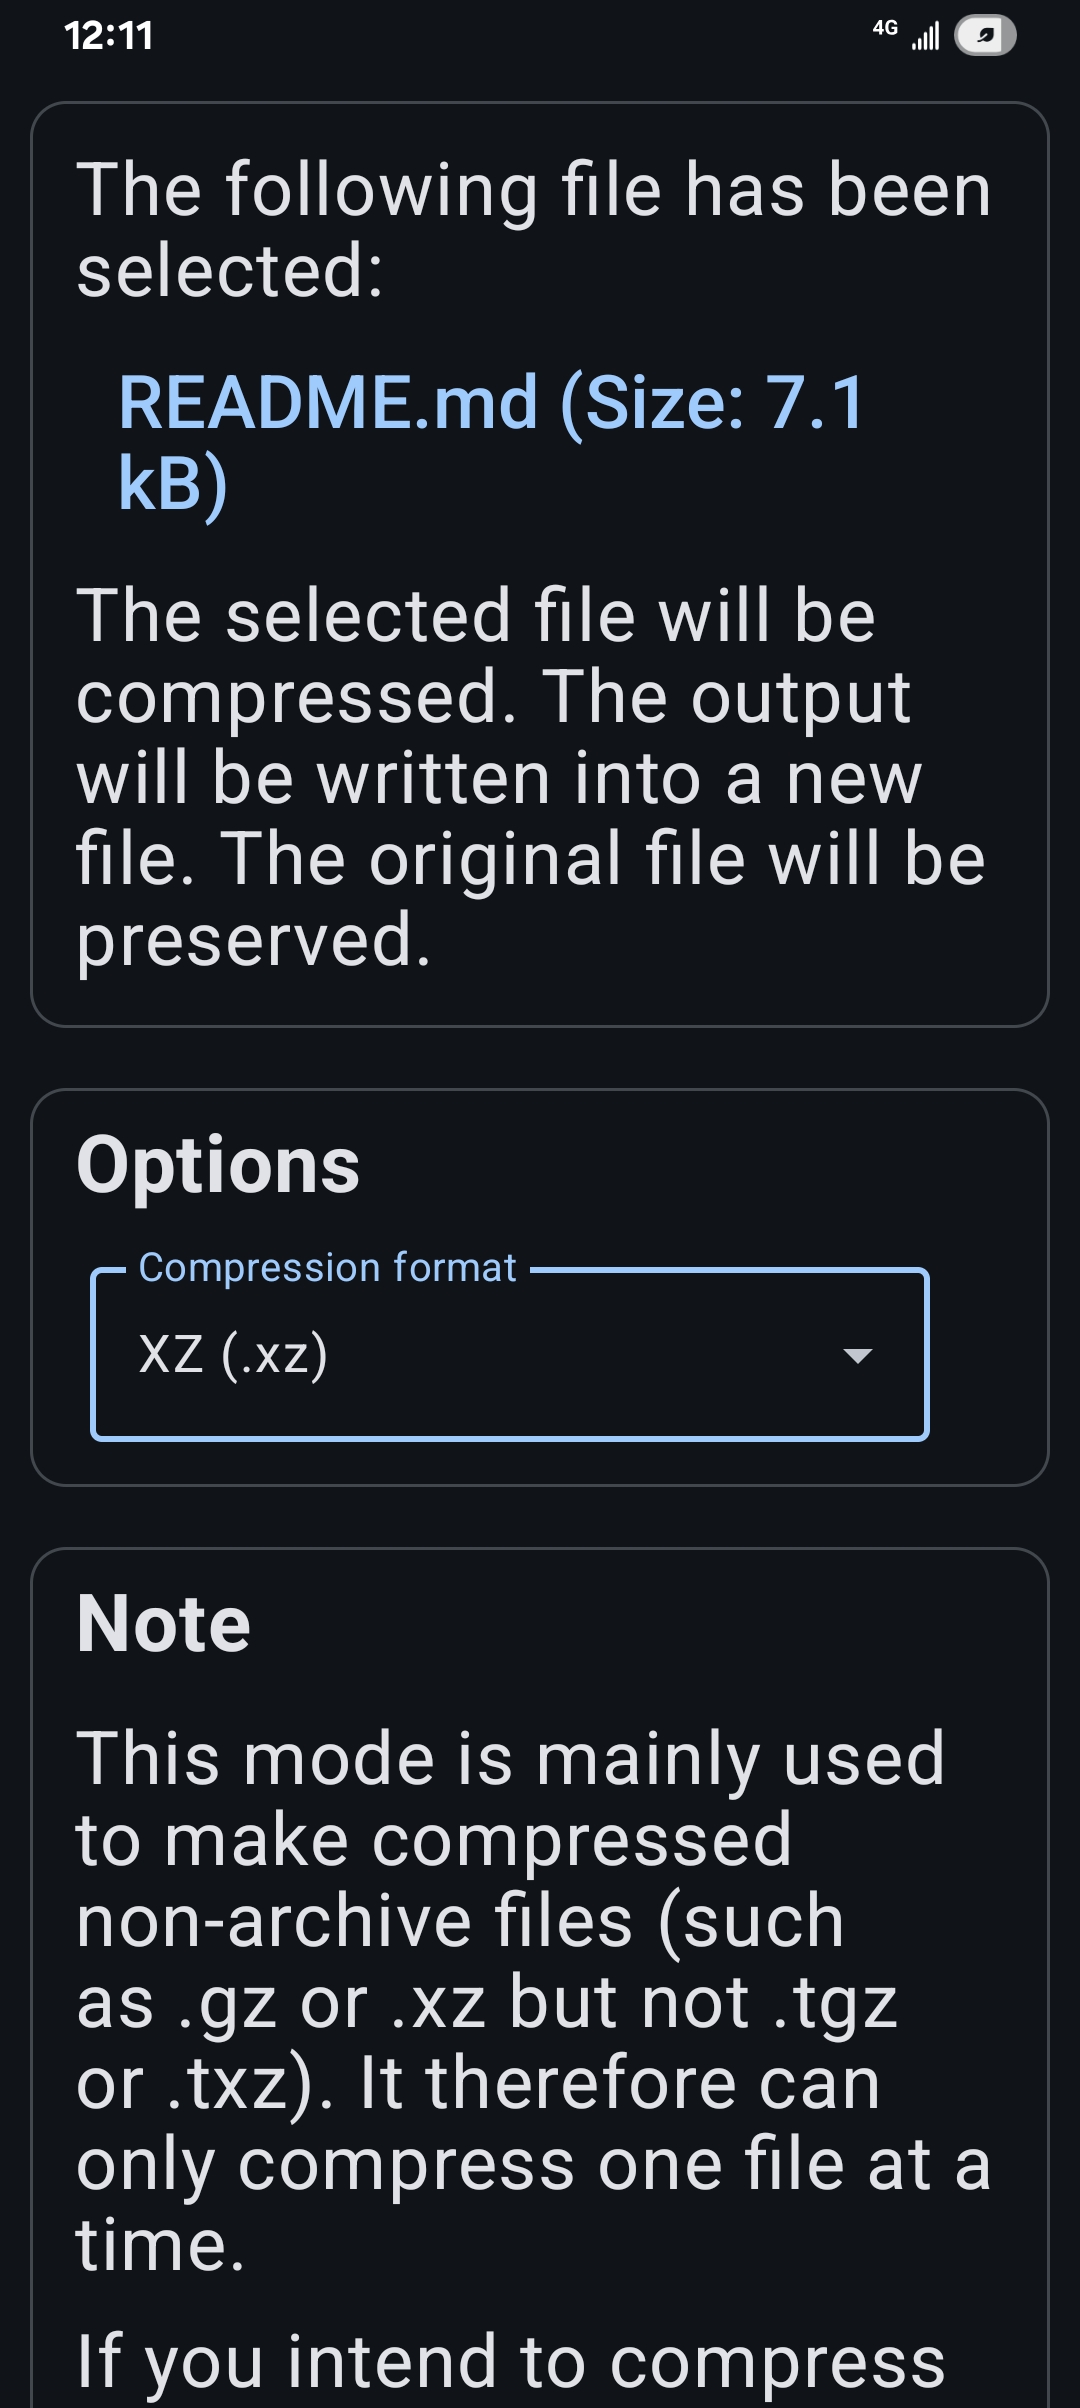 12:11
4G
The following file has been
selected:
README.md (Size: 7.1
kB)
The selected file will be
compressed. The output
will be written into a new
file. The original file will be
preserved.
Options
Compression format
XZ (.xz)
Note
This mode is mainly used
to make compressed
non-archive files (such
as .gz or .xz but not .tgz
or .txz). It therefore can
only compress one file at a
time.
If you intend to compress